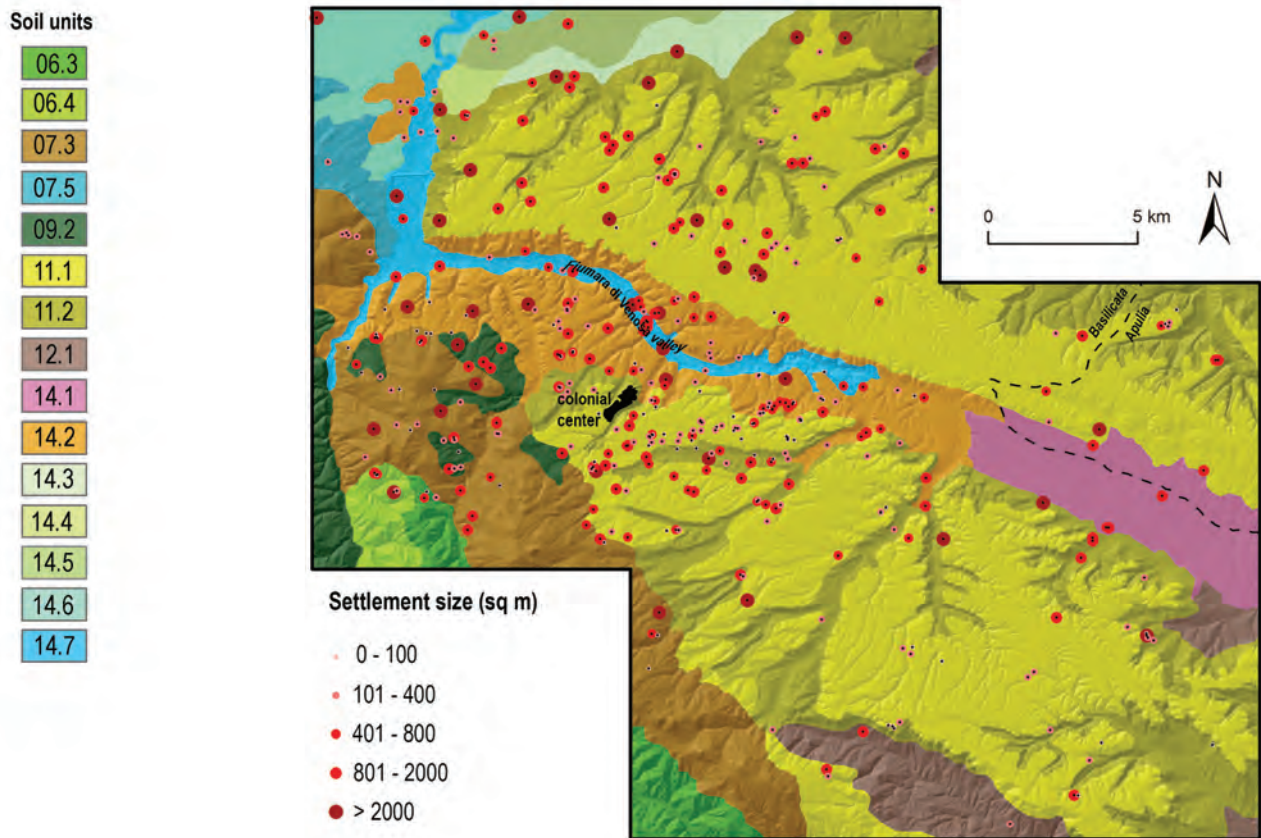 Soil units
06.3
06.4
07.3
07.5
09.2
11.1
11.2
12.1
14.1
14.2
14.3
14.4
14.5
14.6
14.7
N
0 5 km
Fiumara di Venosa valley
Basilicata
Apulia
colonial
center
Settlement size (sq m)
0 - 100
101 - 400
401 - 800
801 - 2000
> 2000